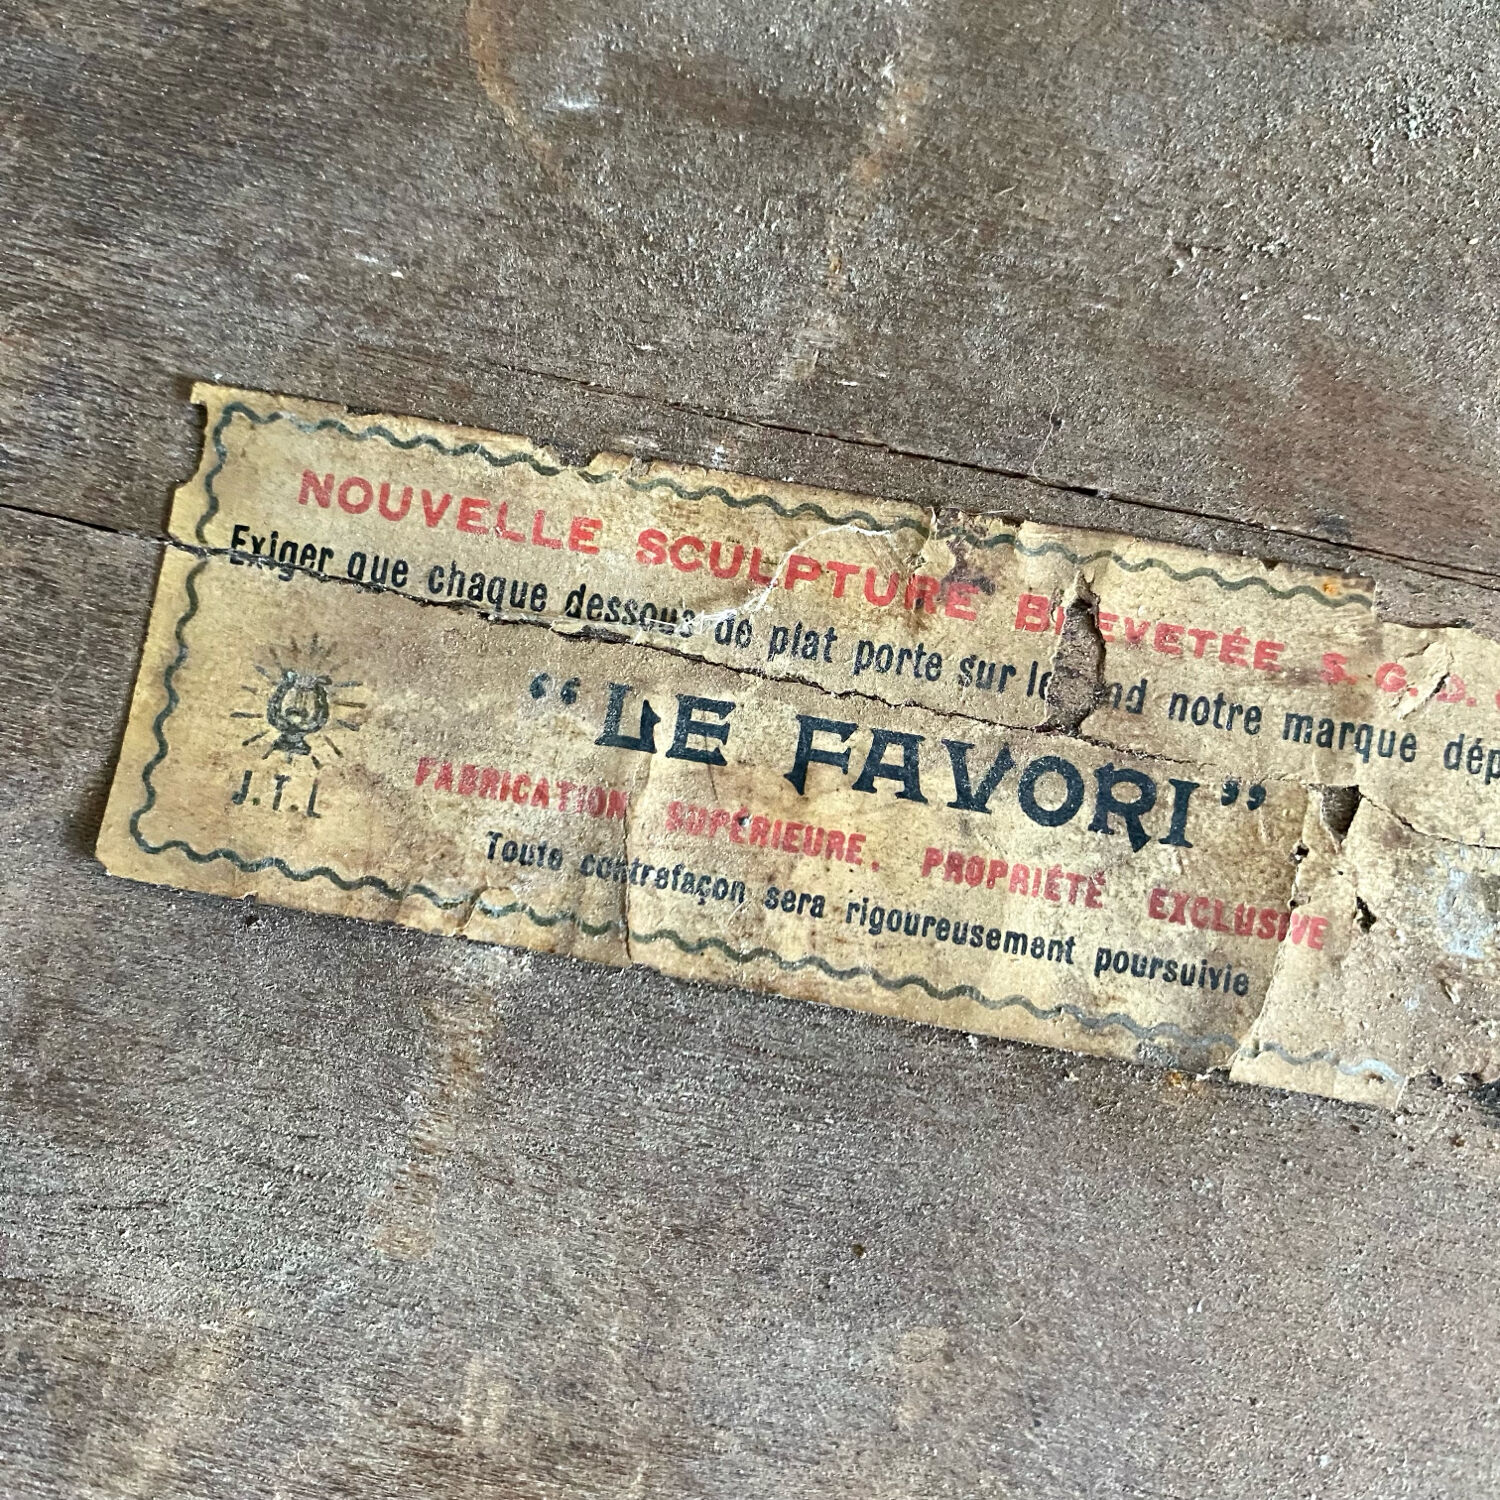 NOUVELLE SCULPTURE BREVETÉE S. G. D.
Exiger que chaque dessous de plat porte sur le fond notre marque dép
“LE FAVORI”
J.T.L
FABRICATION SUPÉRIEURE. PROPRIÉTÉ EXCLUSIVE
Toute contrefaçon sera rigoureusement poursuivie